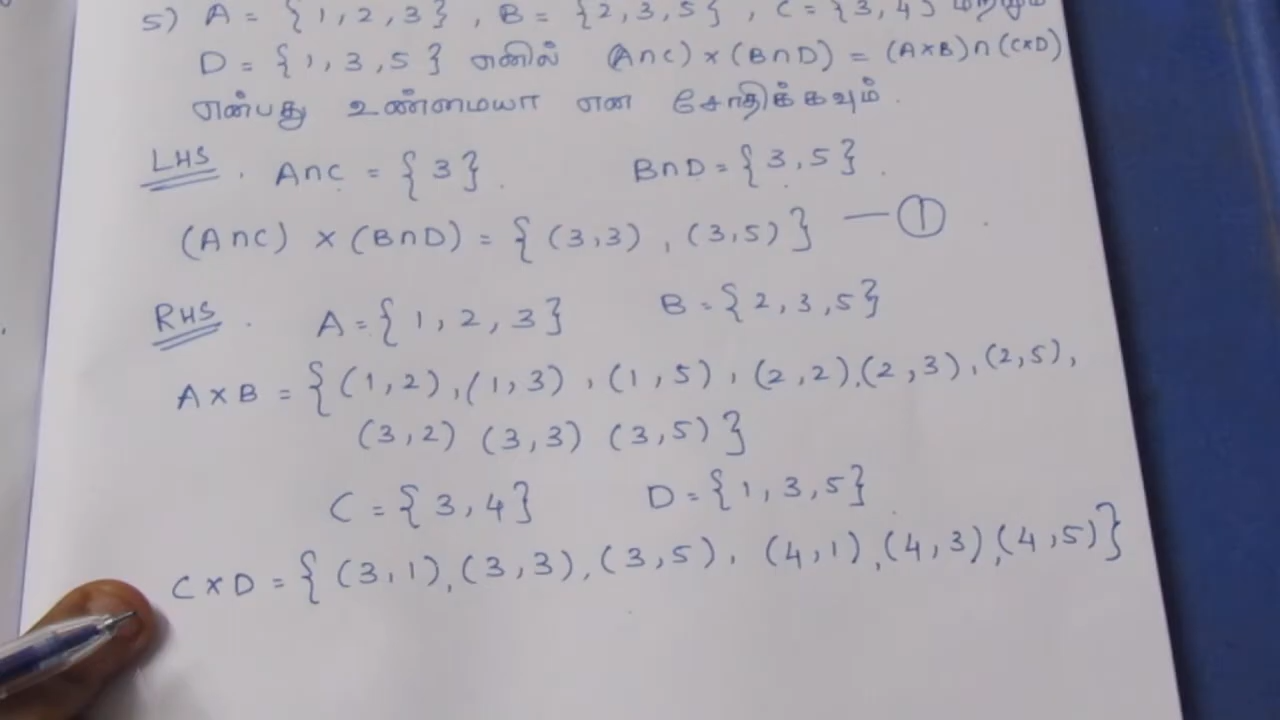 5) A = {1, 2, 3}, B = {2, 3, 5}, C = {3, 4} மற்றும்
D = {1, 3, 5} எனில் (A∩C) × (B∩D) = (A×B)∩(C×D)
என்பது உண்மையா என சோதிக்கவும்.
LHS. A∩C = {3}. B∩D = {3, 5}.
(A∩C) × (B∩D) = {(3,3), (3,5)} — ①
RHS. A = {1, 2, 3} B = {2, 3, 5}
A×B = {(1,2), (1,3), (1,5), (2,2), (2,3), (2,5),
(3,2) (3,3) (3,5)}
C = {3, 4} D = {1, 3, 5}
C×D = {(3,1), (3,3), (3,5), (4,1), (4,3), (4,5)}